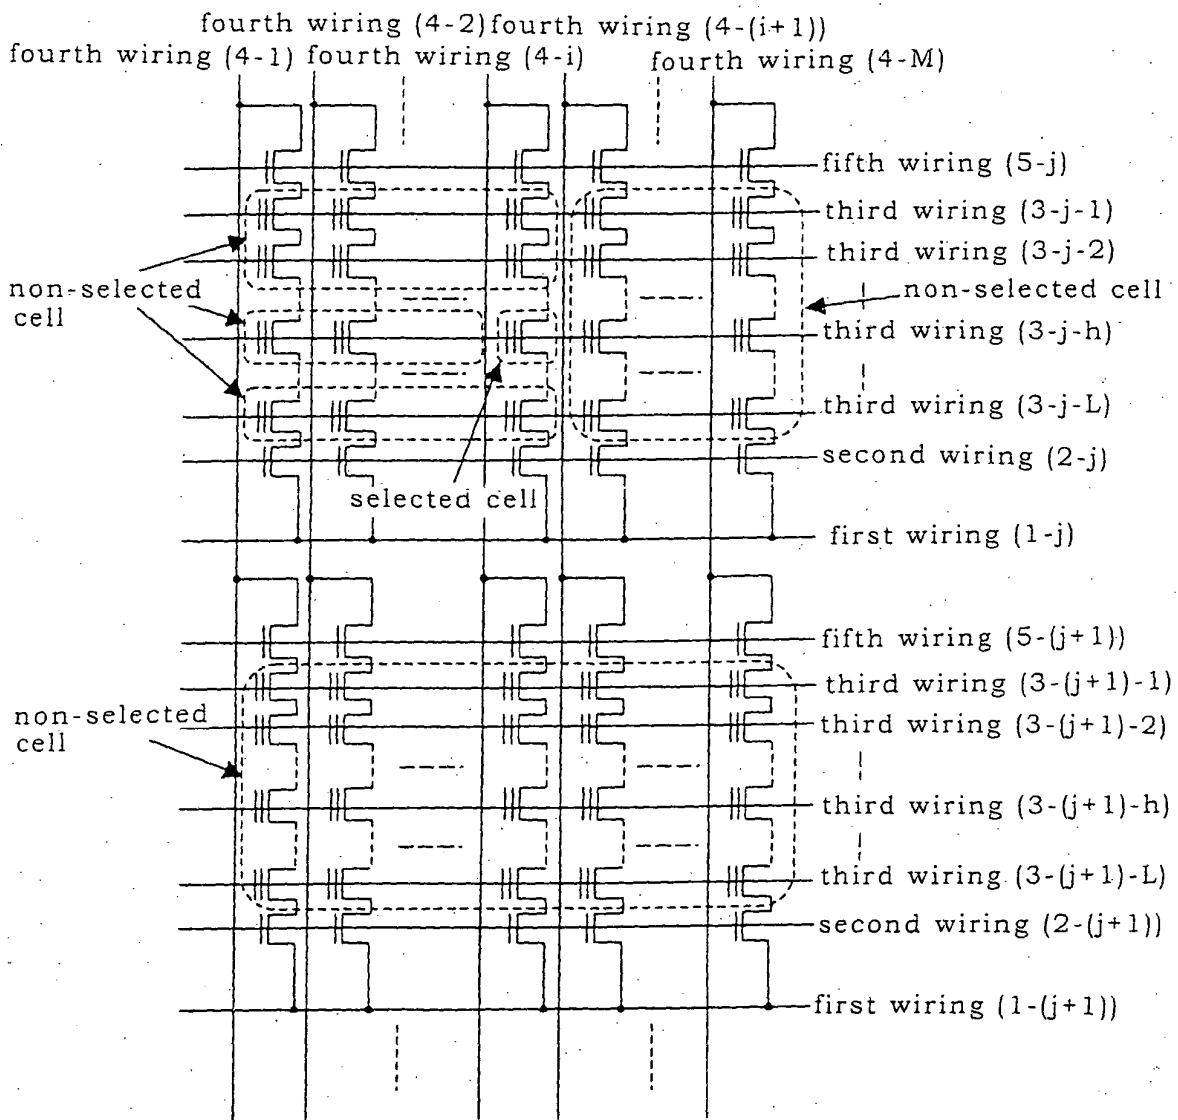 fourth wiring (4-2) fourth wiring (4-(i+1))
fourth wiring (4-1) fourth wiring (4-i) fourth wiring (4-M)
fifth wiring (5-j)
third wiring (3-j-1)
third wiring (3-j-2)
non-selected
cell
non-selected cell
third wiring (3-j-h)
third wiring (3-j-L)
second wiring (2-j)
selected cell
first wiring (1-j)
fifth wiring (5-(j+1))
third wiring (3-(j+1)-1)
non-selected
cell
third wiring (3-(j+1)-2)
third wiring (3-(j+1)-h)
third wiring (3-(j+1)-L)
second wiring (2-(j+1))
first wiring (1-(j+1))